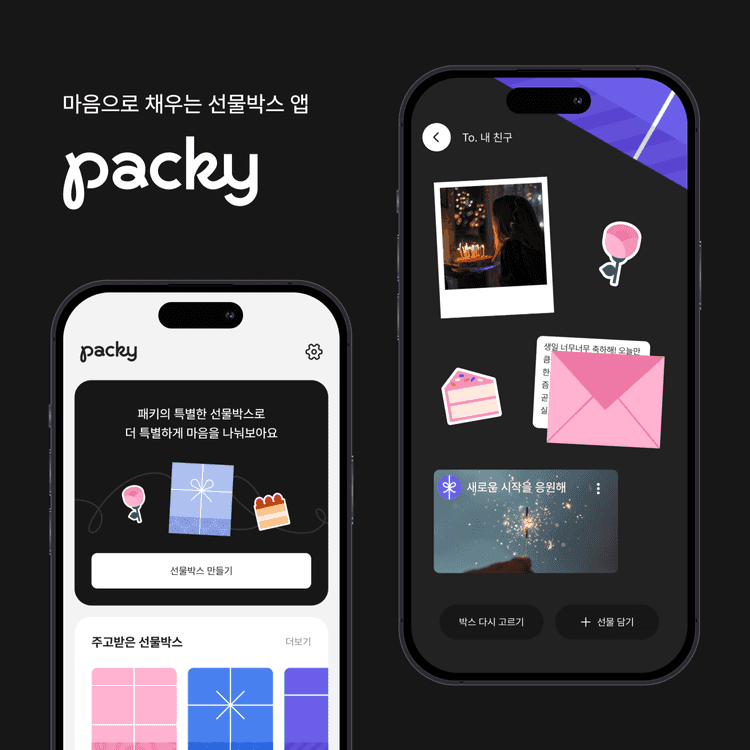 마음으로 채우는 선물박스 앱
packy
packy
패키의 특별한 선물박스로
더 특별하게 마음을 나눠보아요
선물박스 만들기
주고받은 선물박스
더보기
To. 내 친구
생일 너무너무 축하해! 오늘만
큼
한
즘
곧
실
새로운 시작을 응원해
박스 다시 고르기
+ 선물 담기